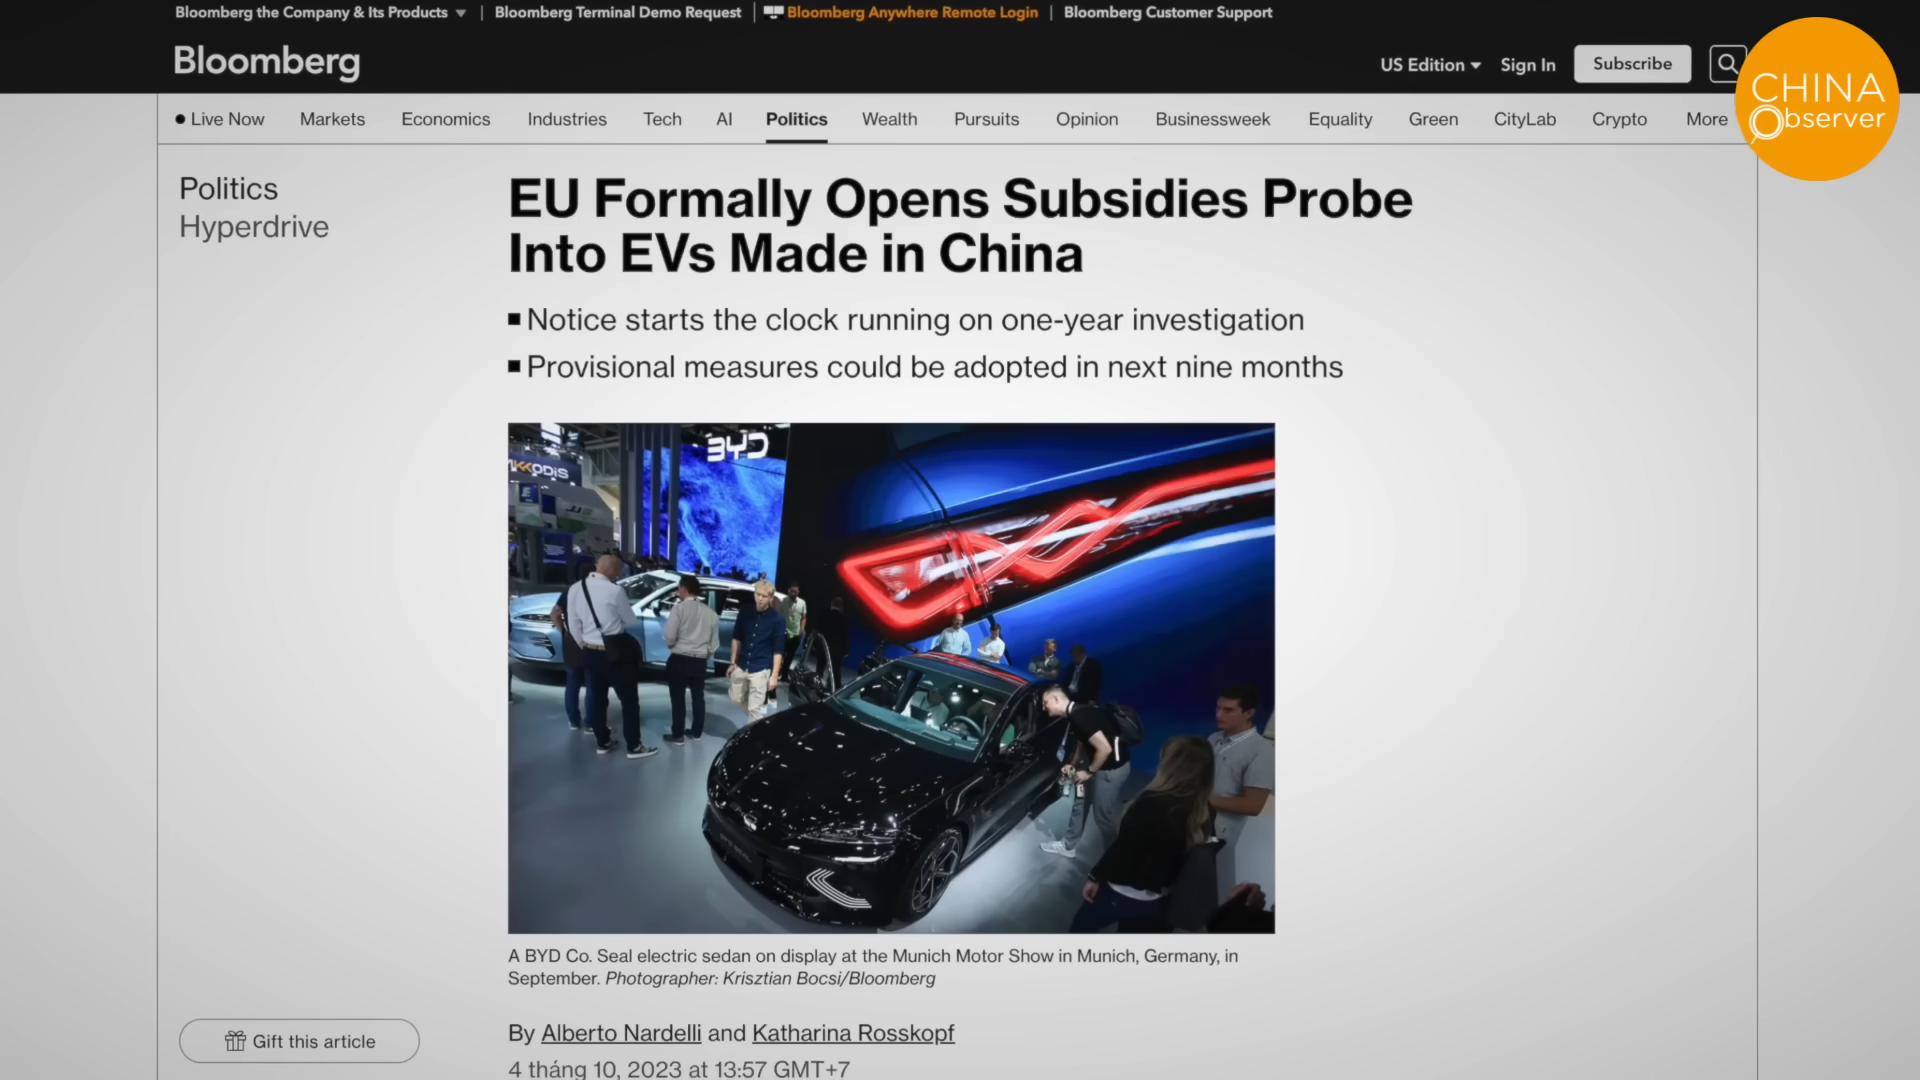 Bloomberg the Company & Its Products
Bloomberg Terminal Demo Request
Bloomberg Anywhere Remote Login
Bloomberg Customer Support
Bloomberg
US Edition
Sign In
Subscribe
CHINA
Observer
Live Now
Markets
Economics
Industries
Tech
AI
Politics
Wealth
Pursuits
Opinion
Businessweek
Equality
Green
CityLab
Crypto
More
Politics
Hyperdrive
EU Formally Opens Subsidies Probe
Into EVs Made in China
Notice starts the clock running on one-year investigation
Provisional measures could be adopted in next nine months
BYD
A BYD Co. Seal electric sedan on display at the Munich Motor Show in Munich, Germany, in
September. Photographer: Krisztian Bocsi/Bloomberg
Gift this article
By Alberto Nardelli and Katharina Rosskopf
4 tháng 10, 2023 at 13:57 GMT+7